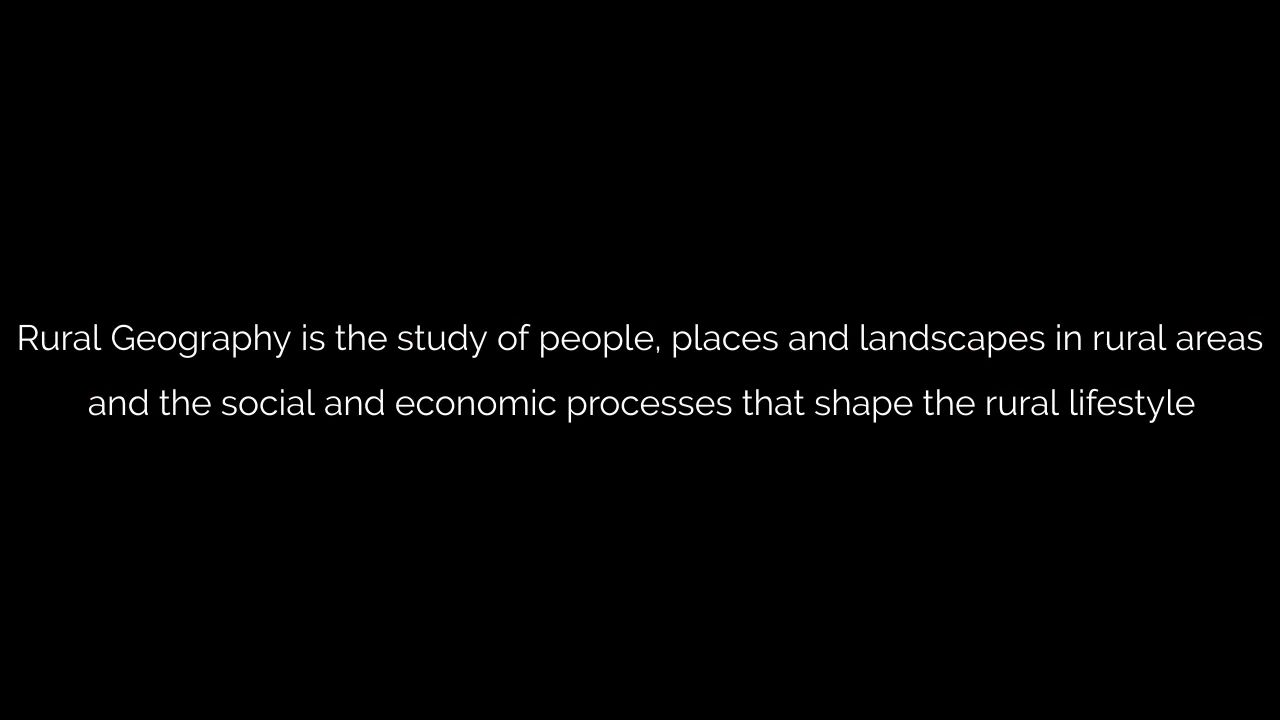 Rural Geography is the study of people, places and landscapes in rural areas
and the social and economic processes that shape the rural lifestyle